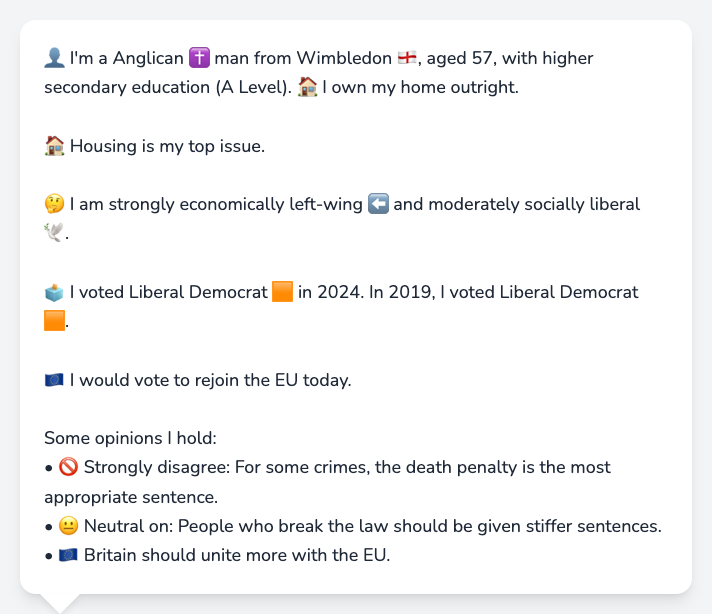 👤 I'm a Anglican ✝️ man from Wimbledon 🏴󠁧󠁢󠁥󠁮󠁧󠁿, aged 57, with higher
secondary education (A Level). 🏠 I own my home outright.
🏠 Housing is my top issue.
🤔 I am strongly economically left-wing ⬅️ and moderately socially liberal
🕊️.
🗳️ I voted Liberal Democrat 🟧 in 2024. In 2019, I voted Liberal Democrat
🟧.
🇪🇺 I would vote to rejoin the EU today.
Some opinions I hold:
• 🚫 Strongly disagree: For some crimes, the death penalty is the most
appropriate sentence.
• 😐 Neutral on: People who break the law should be given stiffer sentences.
• 🇪🇺 Britain should unite more with the EU.